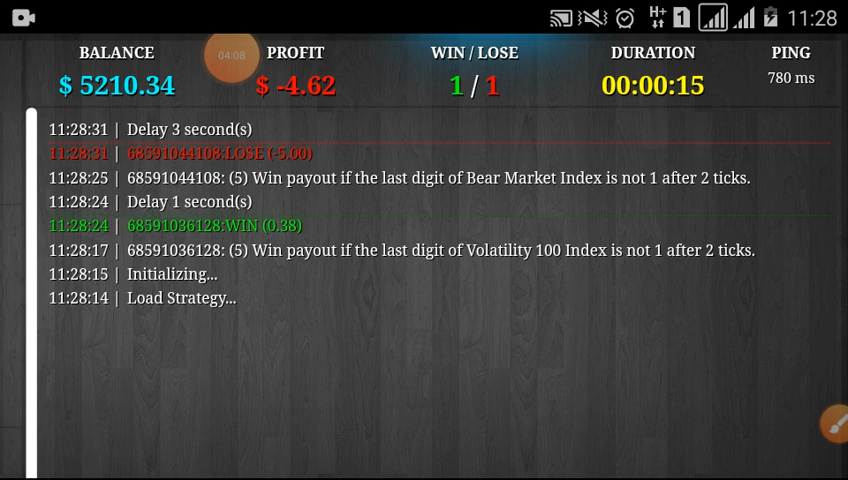 H+ 1 11:28
04:08
BALANCE PROFIT WIN / LOSE DURATION PING
$ 5210.34 $ -4.62 1 / 1 00:00:15 780 ms
11:28:31 | Delay 3 second(s)
11:28:31 | 68591044108:LOSE (-5.00)
11:28:25 | 68591044108: (5) Win payout if the last digit of Bear Market Index is not 1 after 2 ticks.
11:28:24 | Delay 1 second(s)
11:28:24 | 68591036128:WIN (0.38)
11:28:17 | 68591036128: (5) Win payout if the last digit of Volatility 100 Index is not 1 after 2 ticks.
11:28:15 | Initializing...
11:28:14 | Load Strategy...